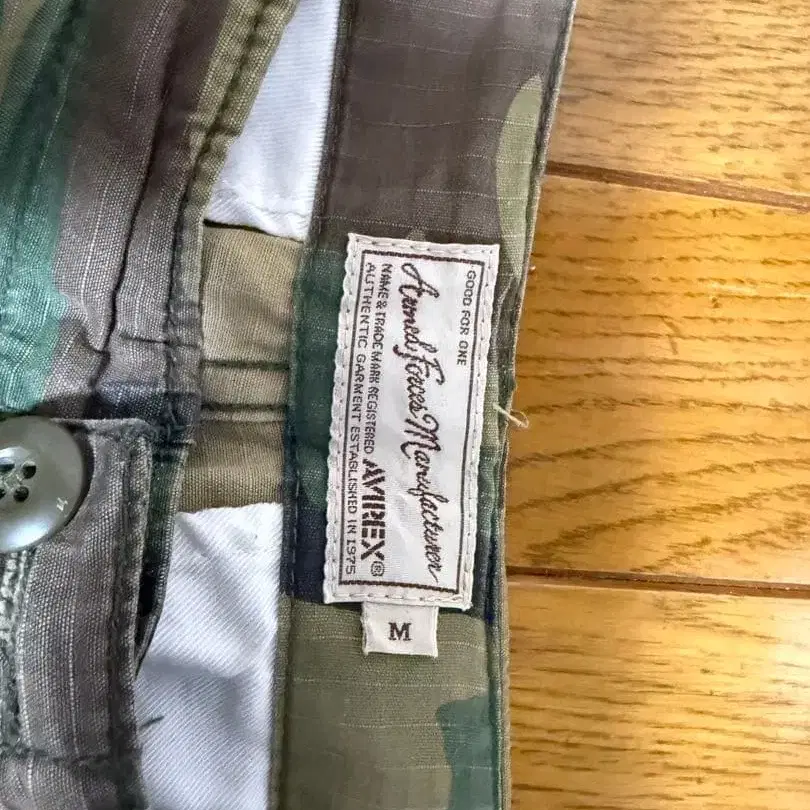 GOOD FOR ONE
Armed Forces Manufacturer
NAME & TRADE MARK REGISTERED AVIREX®
AUTHENTIC GARMENT ESTABLISHED IN 1975
M